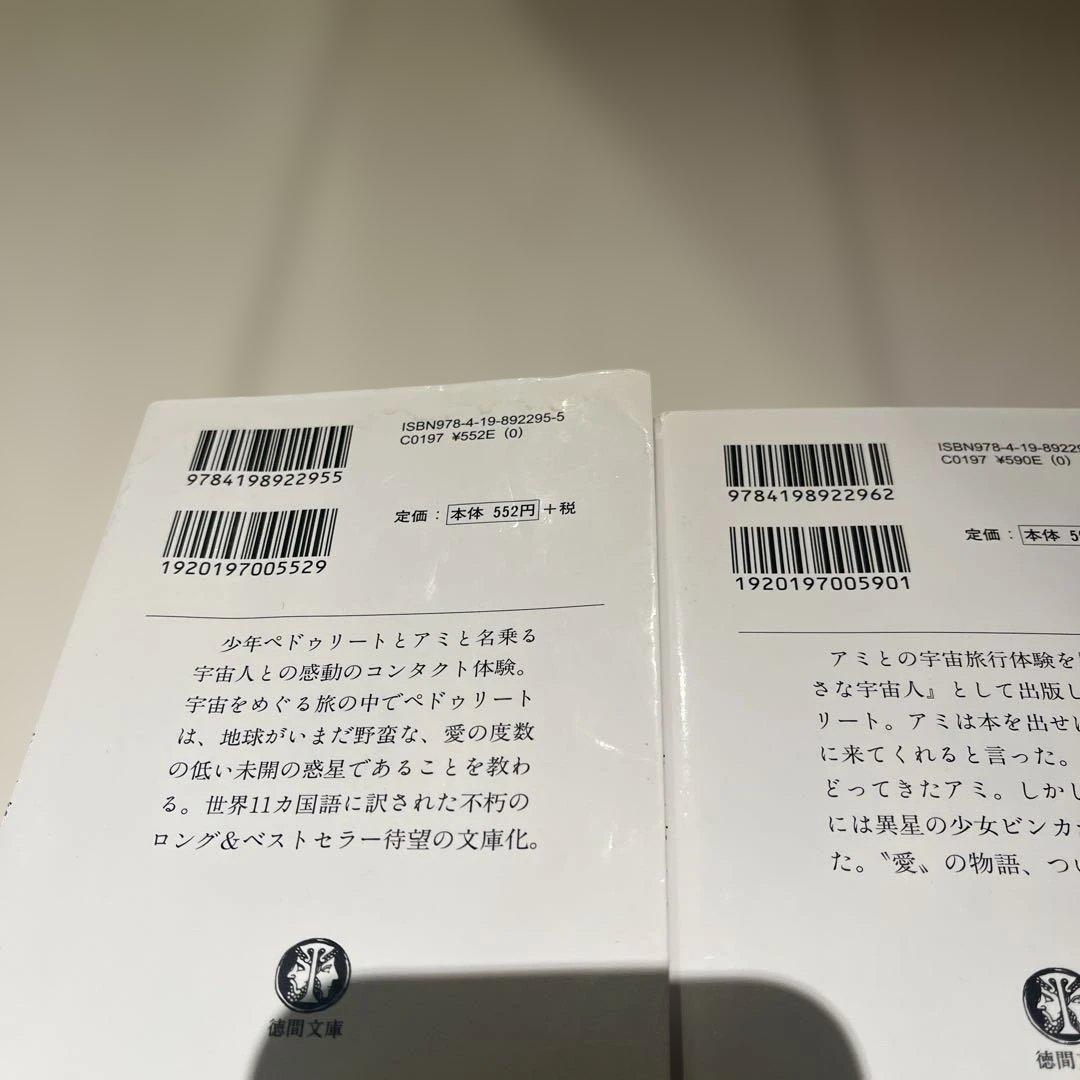 ISBN978-4-19-892295-5
C0197 ¥552E (0)
9784198922955
定価：本体 552円＋税
1920197005529
少年ペドゥリートとアミと名乗る
宇宙人との感動のコンタクト体験。
宇宙をめぐる旅の中でペドゥリート
は、地球がいまだ野蛮な、愛の度数
の低い未開の惑星であることを教わ
る。世界11カ国語に訳された不朽の
ロング&ベストセラー待望の文庫化。
徳間文庫
ISBN978-4-19-8922
C0197 ¥590E (0)
9784198922962
定価：本体 5
1920197005901
アミとの宇宙旅行体験を
さな宇宙人』として出版し
リート。アミは本を出せば
に来てくれると言った。
どってきたアミ。しかし
には異星の少女ビンカ
た。〝愛〟の物語、つい
徳間文